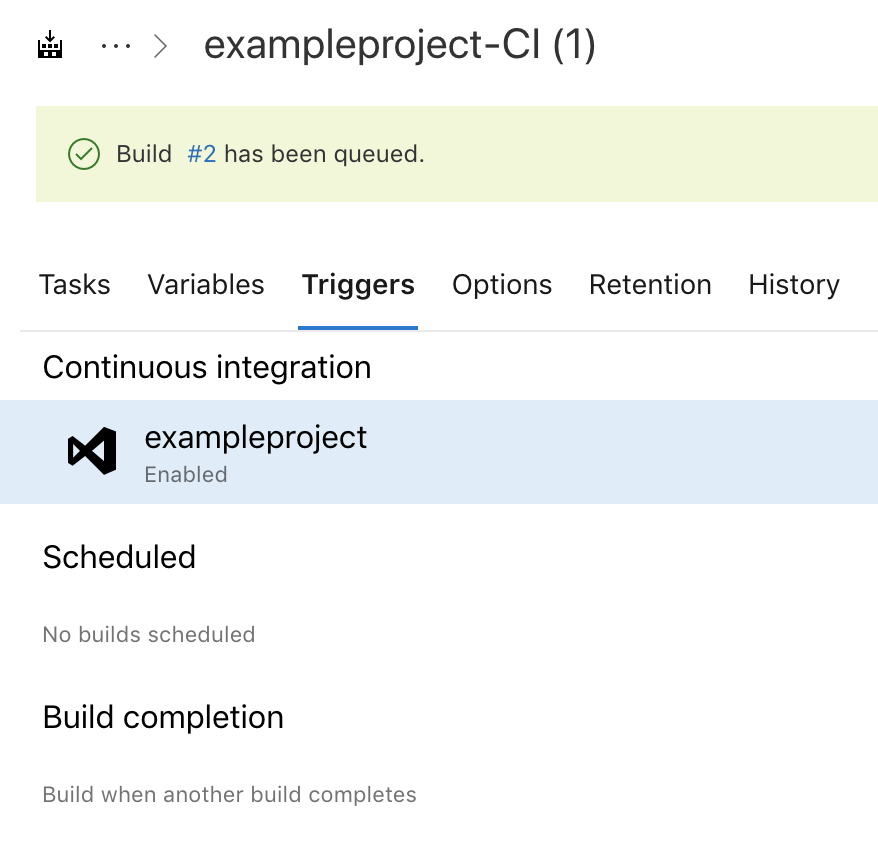 ... > exampleproject-CI (1)
Build #2 has been queued.
Tasks Variables Triggers Options Retention History
Continuous integration
exampleproject
Enabled
Scheduled
No builds scheduled
Build completion
Build when another build completes